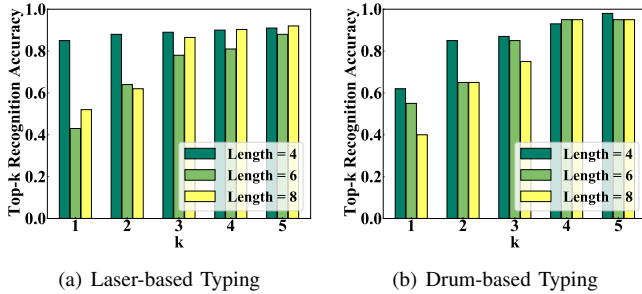 Top-k Recognition Accuracy
1.0
0.8
0.6
0.4
0.2
0.0
Length = 4
Length = 6
Length = 8
1 2 3 4 5
k
(a) Laser-based Typing
Top-k Recognition Accuracy
1.0
0.8
0.6
0.4
0.2
0.0
Length = 4
Length = 6
Length = 8
1 2 3 4 5
k
(b) Drum-based Typing